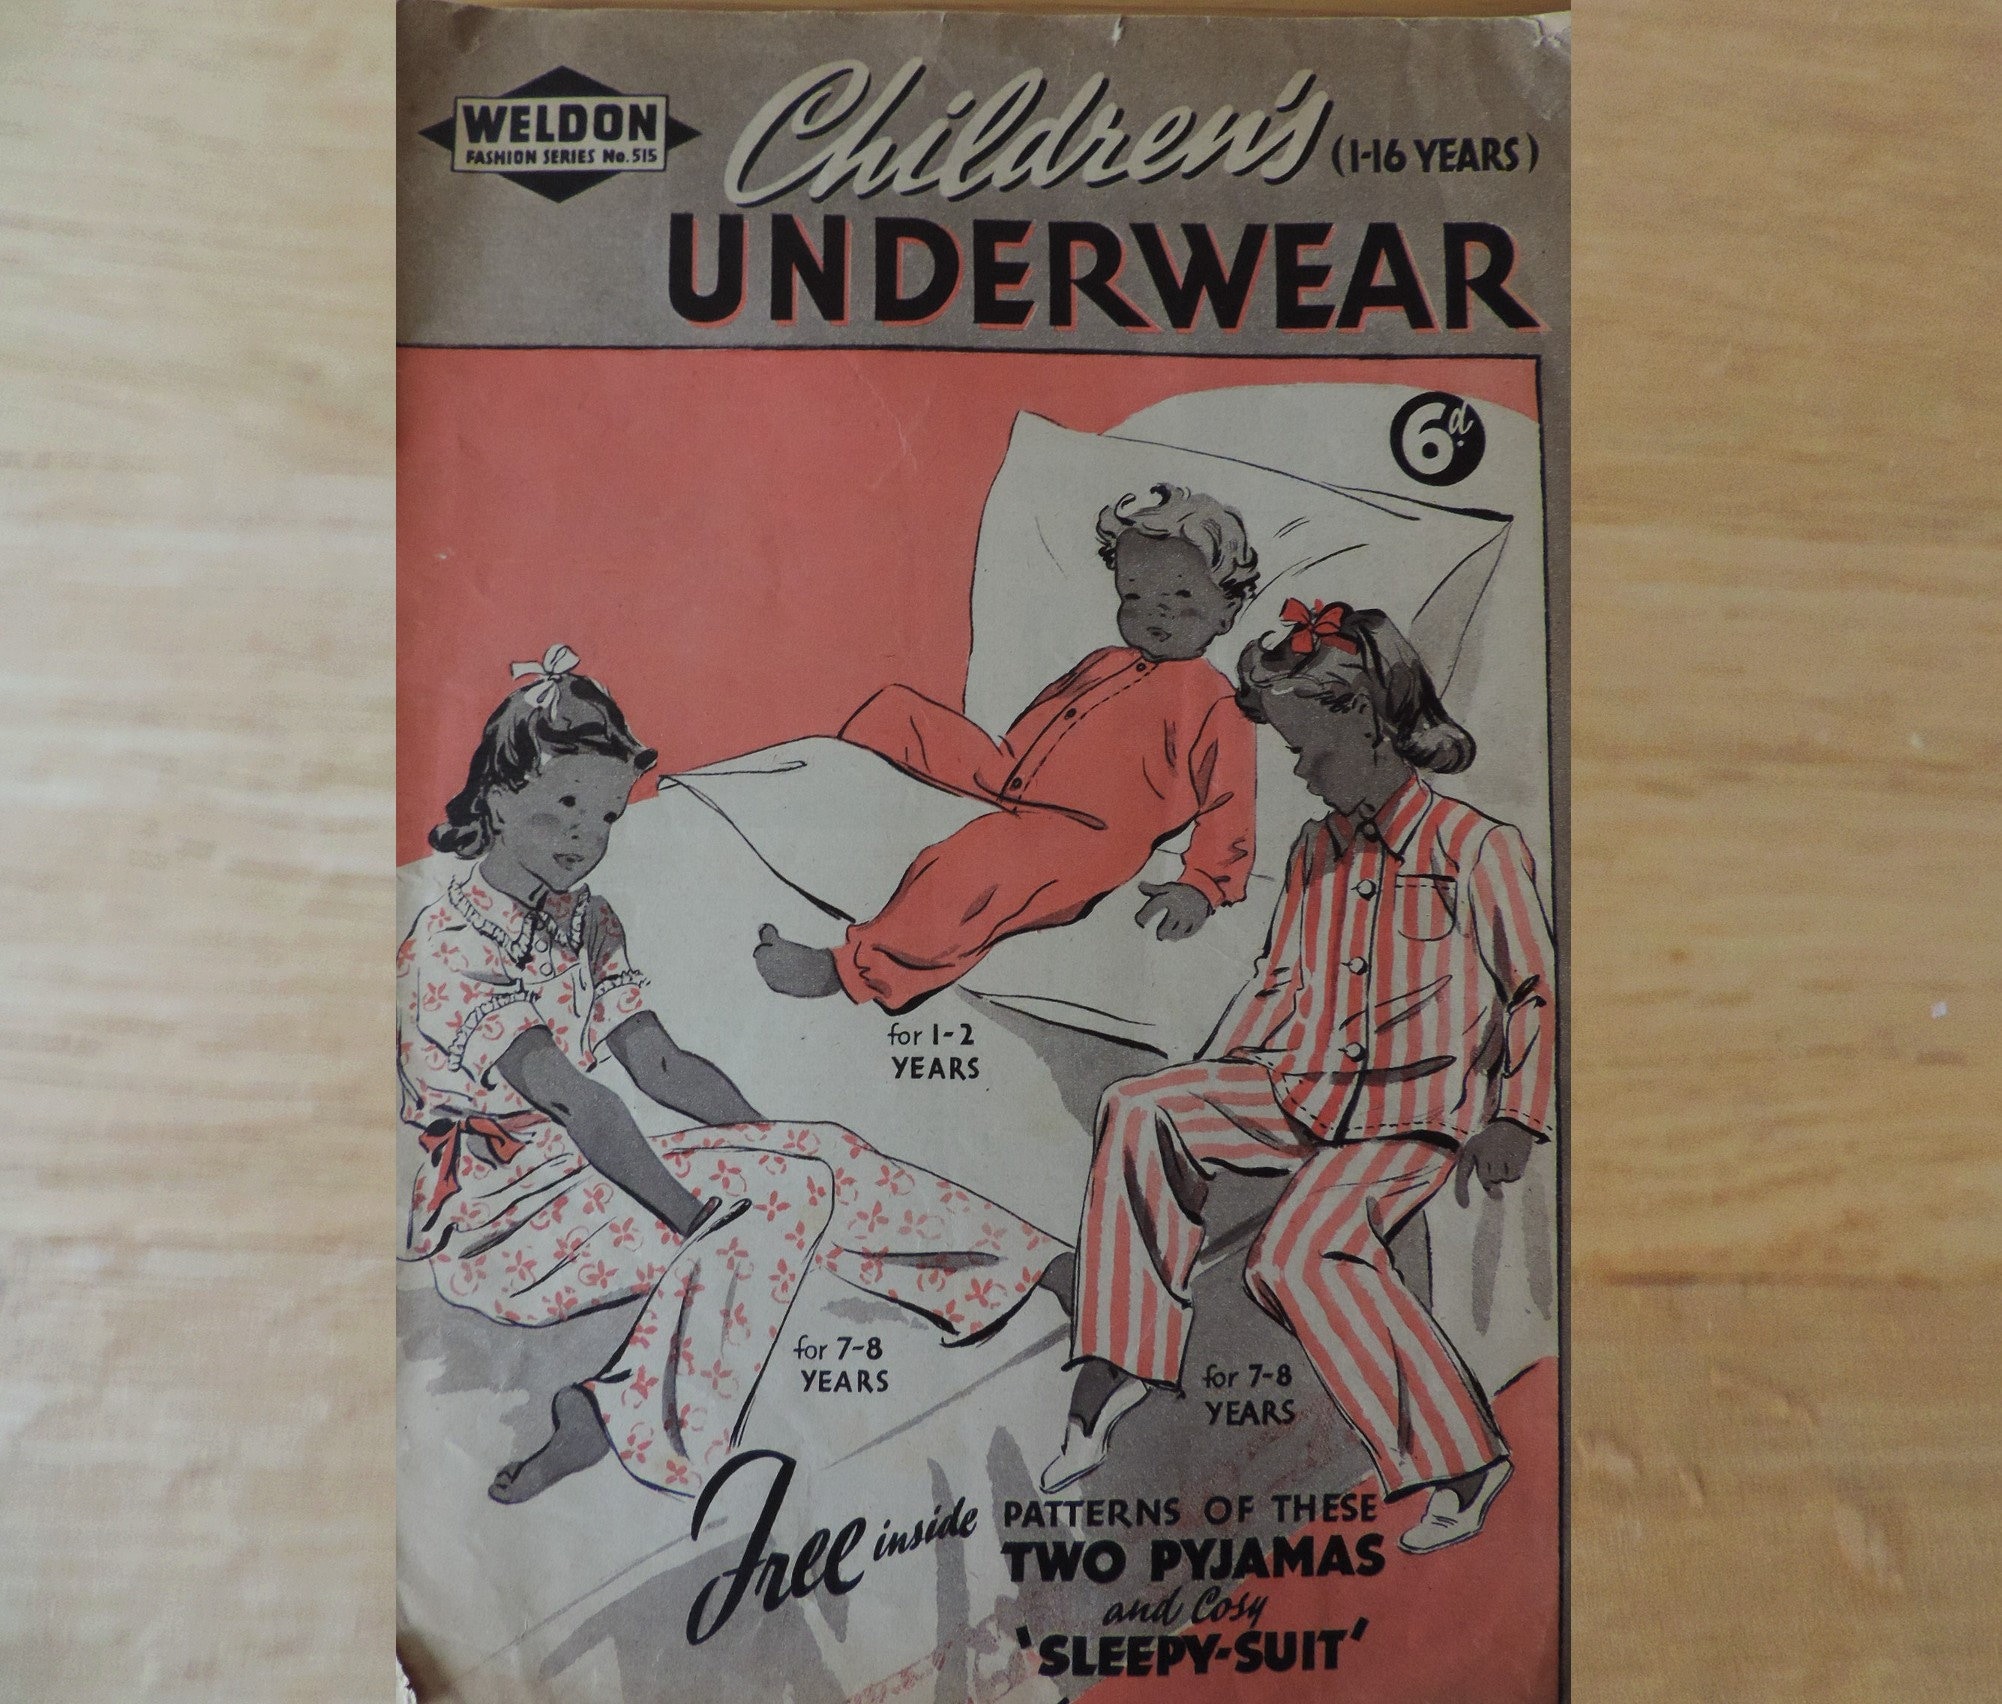 WELDON
FASHION SERIES No. 515
Children's (1-16 YEARS)
UNDERWEAR
6d.
for 1-2
YEARS
for 7-8
YEARS
for 7-8
YEARS
Free inside
PATTERNS OF THESE
TWO PYJAMAS
and Cosy
'SLEEPY-SUIT'